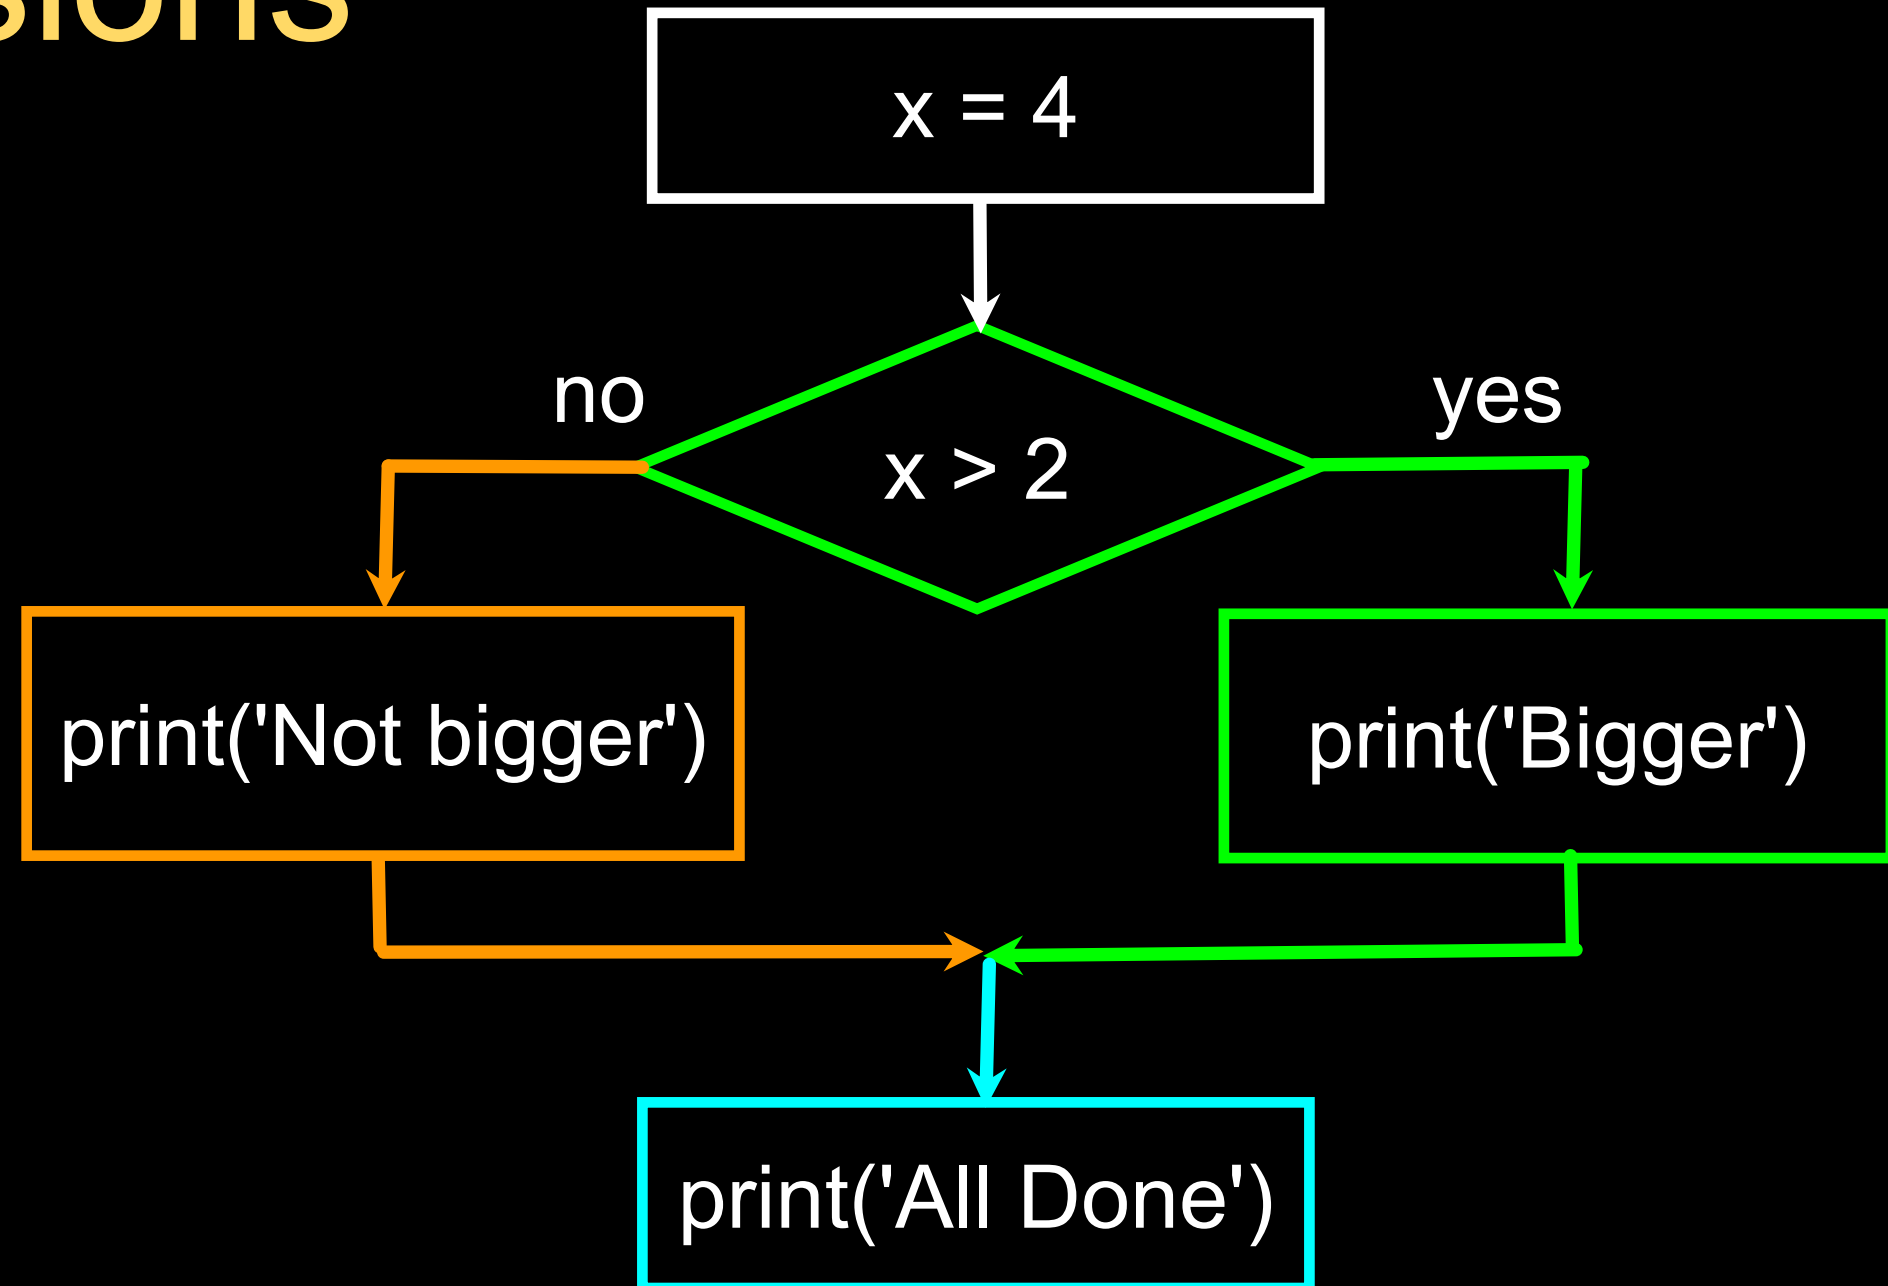 x = 4
no
yes
x > 2
print('Not bigger')
print('Bigger')
print('All Done')